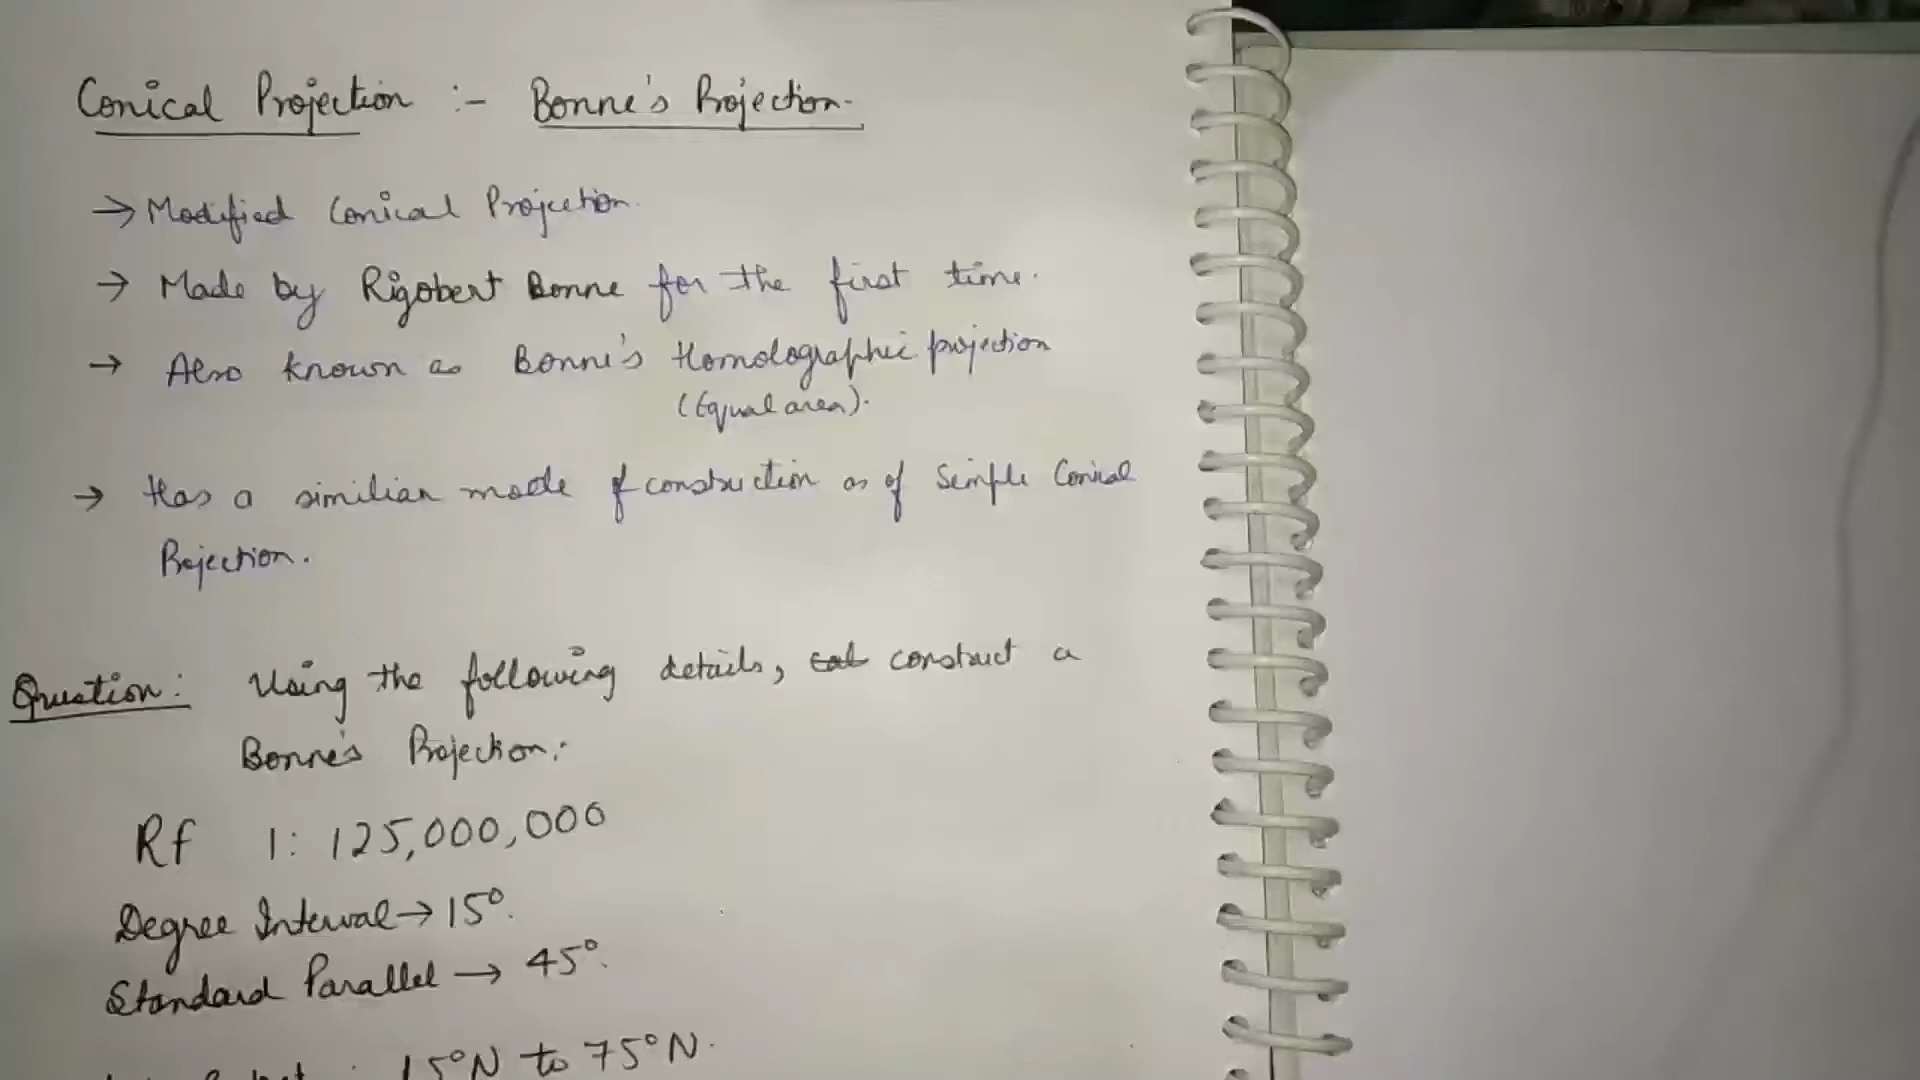 Conical Projection :- Bonne's Projection.
→ Modified Conical Projection.
→ Made by Rigobert Bonne for the first time.
→ Also known as Bonne's Homolographic projection
(Equal area).
→ Has a similiar mode of construction as of Simple Conical
Projection.
Question: Using the following details, construct a
Bonne's Projection:
Rf 1: 125,000,000
Degree Interval → 15°.
Standard Parallel → 45°.
: 15°N to 75°N.